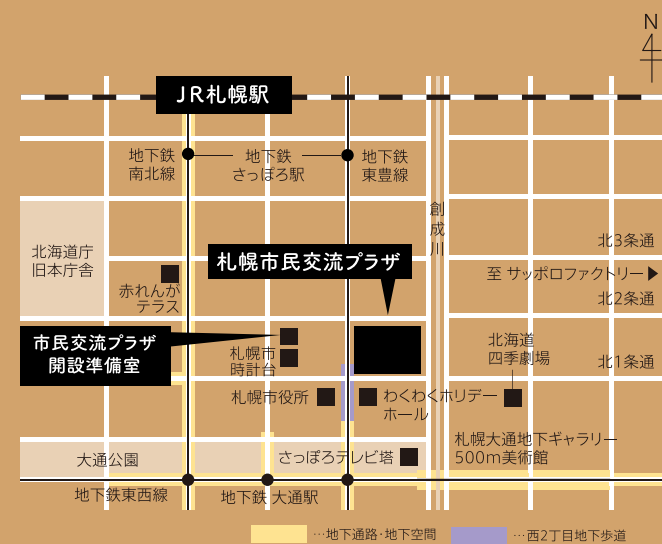 N
JR札幌駅
地下鉄
南北線
地下鉄
さっぽろ駅
地下鉄
東豊線
創成川
北海道庁
旧本庁舎
札幌市民交流プラザ
北3条通
至 サッポロファクトリー
赤れんが
テラス
北2条通
市民交流プラザ
開設準備室
札幌市
時計台
北海道
四季劇場
北1条通
札幌市役所
わくわくホリデー
ホール
大通公園
さっぽろテレビ塔
札幌大通地下ギャラリー
500m美術館
地下鉄東西線
地下鉄 大通駅
…地下通路・地下空間
…西2丁目地下歩道